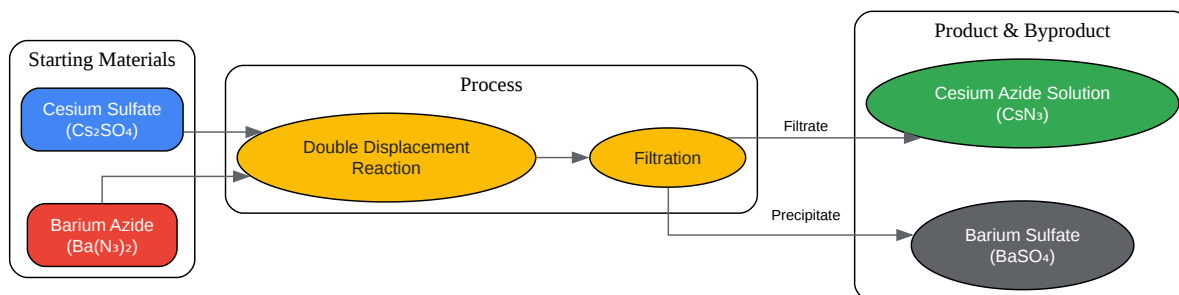 Starting Materials
Cesium Sulfate
(Cs₂SO₄)
Barium Azide
(Ba(N₃)₂)
Process
Double Displacement
Reaction
Filtration
Filtrate
Precipitate
Product & Byproduct
Cesium Azide Solution
(CsN₃)
Barium Sulfate
(BaSO₄)